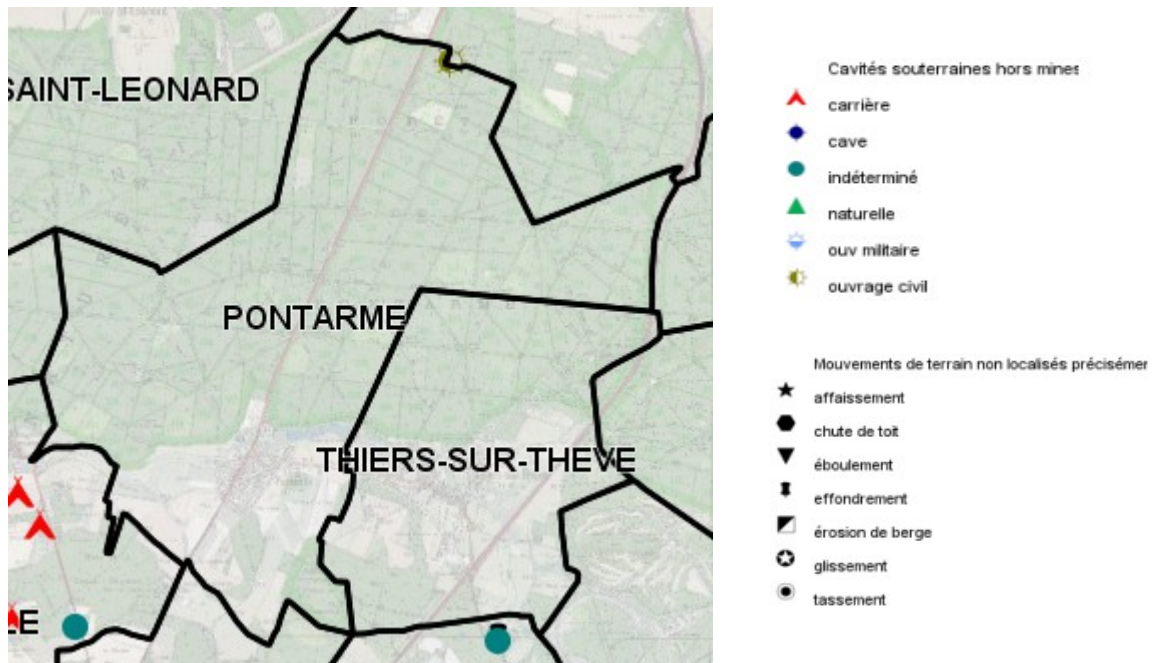 SAINT-LEONARD
PONTARME
THIERS-SUR-THEVE
LE
Cavités souterraines hors mines
carrière
cave
indéterminé
naturelle
ouv militaire
ouvrage civil
Mouvements de terrain non localisés précisémer
affaissement
chute de toit
éboulement
effondrement
érosion de berge
glissement
tassement